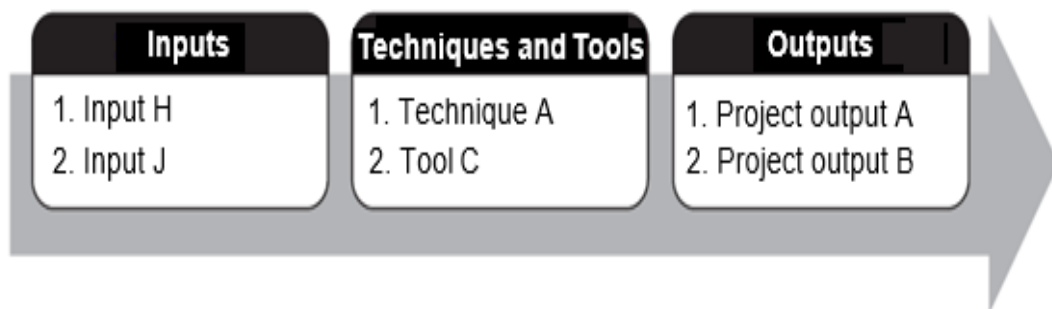 Inputs
1. Input H
2. Input J
Techniques and Tools
1. Technique A
2. Tool C
Outputs
1. Project output A
2. Project output B